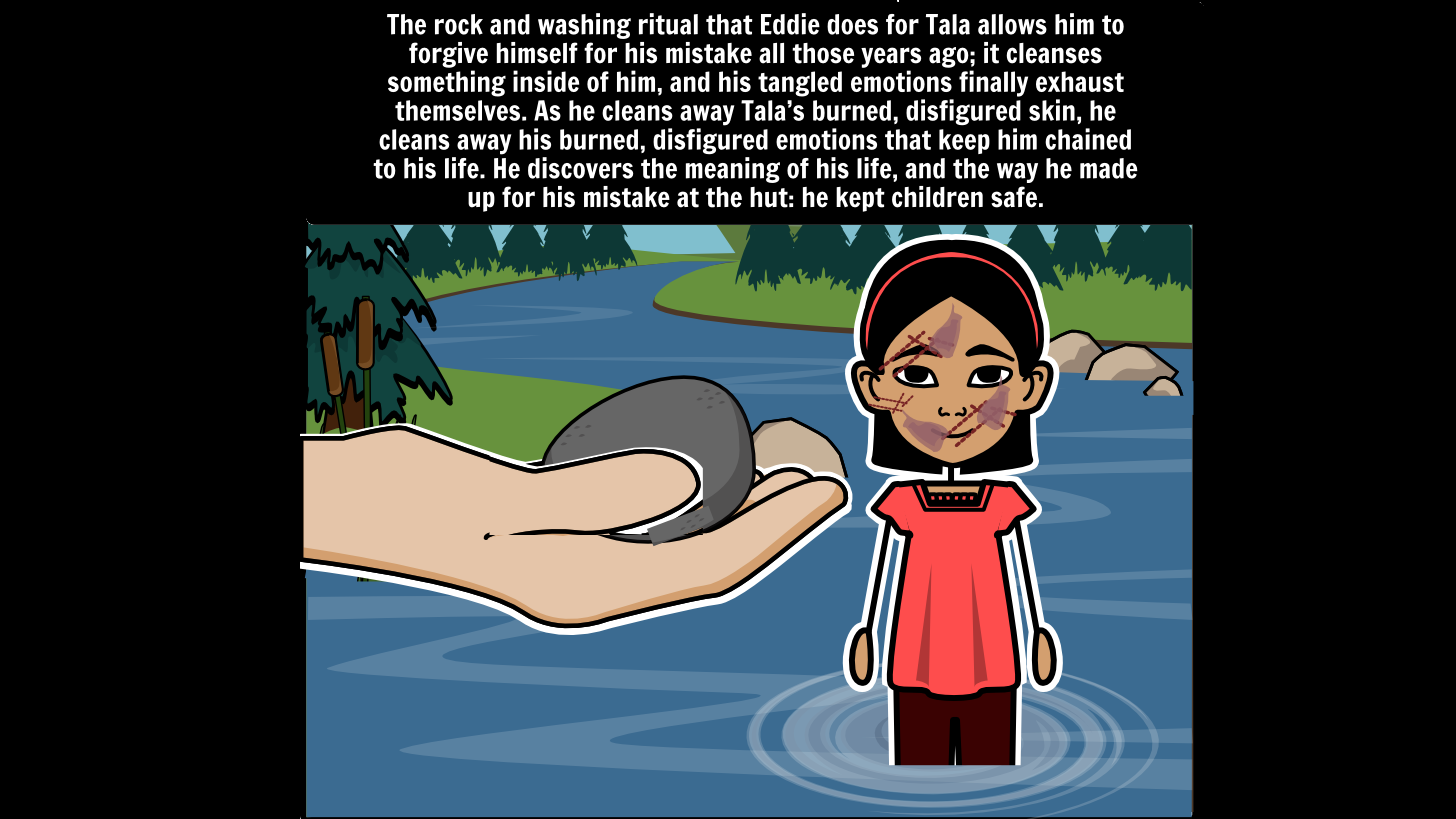 The rock and washing ritual that Eddie does for Tala allows him to
forgive himself for his mistake all those years ago; it cleanses
something inside of him, and his tangled emotions finally exhaust
themselves. As he cleans away Tala’s burned, disfigured skin, he
cleans away his burned, disfigured emotions that keep him chained
to his life. He discovers the meaning of his life, and the way he made
up for his mistake at the hut: he kept children safe.